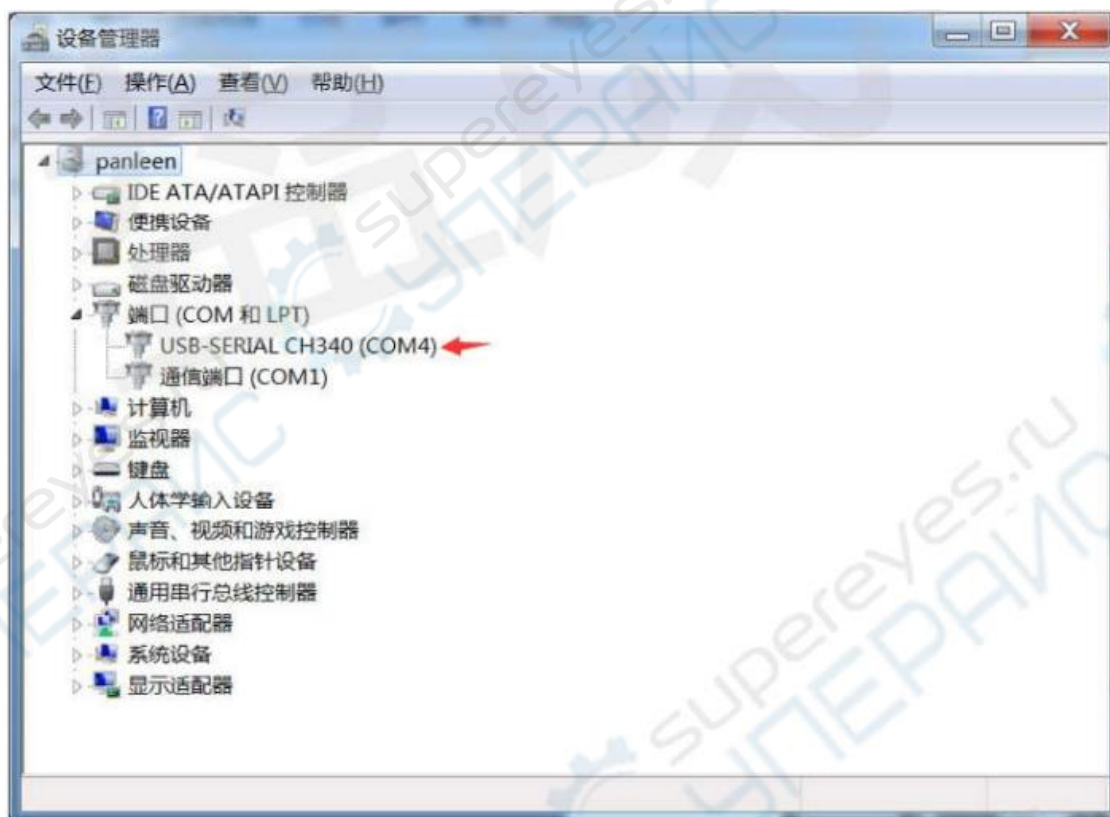 设备管理器
文件(F) 操作(A) 查看(V) 帮助(H)
panleen
IDE ATA/ATAPI 控制器
便携设备
处理器
磁盘驱动器
端口 (COM 和 LPT)
USB-SERIAL CH340 (COM4)
通信端口 (COM1)
计算机
监视器
键盘
人体学输入设备
声音、视频和游戏控制器
鼠标和其他指针设备
通用串行总线控制器
网络适配器
系统设备
显示适配器
supereyes.ru
СУПЕРАЙС